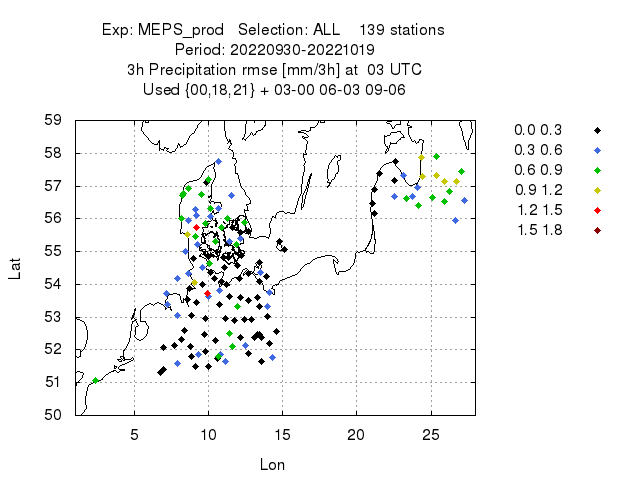 Exp: MEPS_prod Selection: ALL 139 stations
Period: 20220930-20221019
3h Precipitation rmse [mm/3h] at 03 UTC
Used {00,18,21} + 03-00 06-03 09-06
59
58
57
56
55
54
53
52
51
50
Lat
5 10 15 20 25
Lon
0.0 0.3
0.3 0.6
0.6 0.9
0.9 1.2
1.2 1.5
1.5 1.8